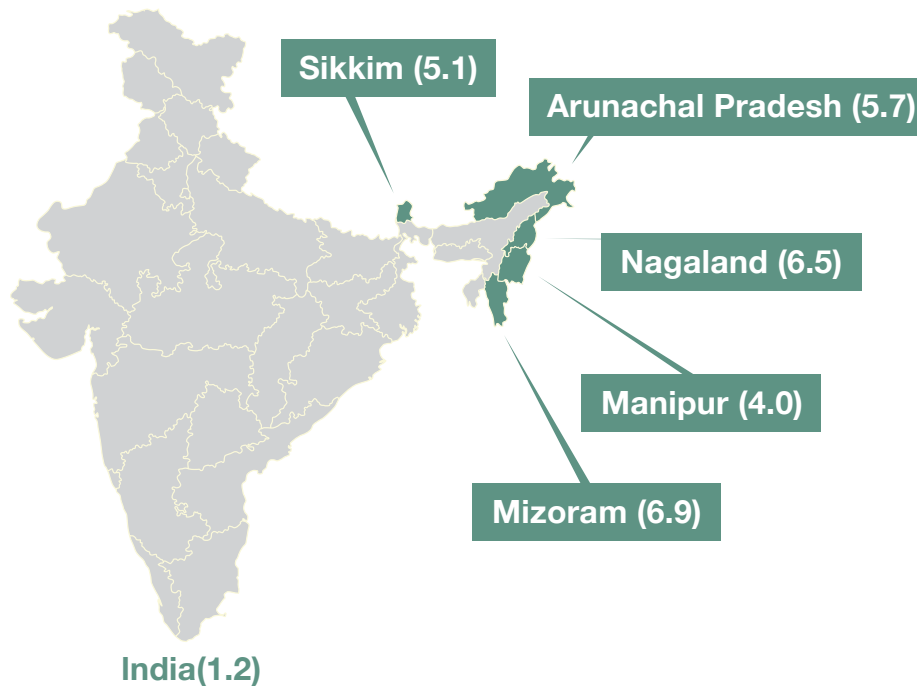 Sikkim (5.1)
Arunachal Pradesh (5.7)
Nagaland (6.5)
Manipur (4.0)
Mizoram (6.9)
India(1.2)